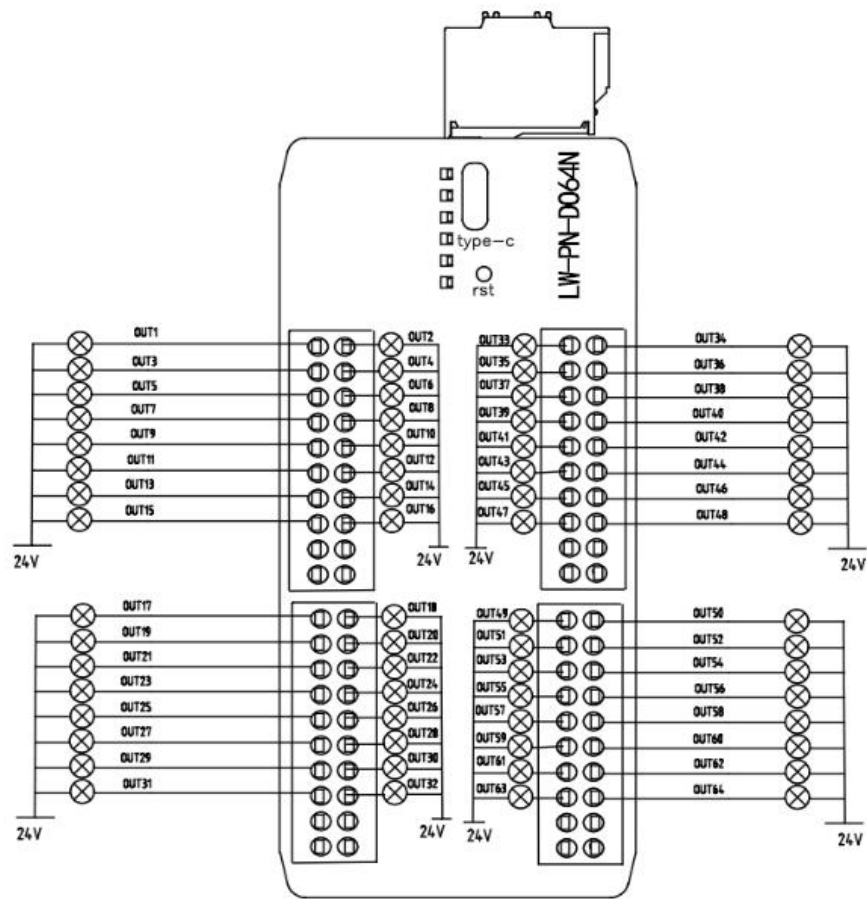 LW-PN-DO64N
type-c
rst
OUT1 OUT2 OUT33 OUT34
OUT3 OUT4 OUT35 OUT36
OUT5 OUT6 OUT37 OUT38
OUT7 OUT8 OUT39 OUT40
OUT9 OUT10 OUT41 OUT42
OUT11 OUT12 OUT43 OUT44
OUT13 OUT14 OUT45 OUT46
OUT15 OUT16 OUT47 OUT48
24V 24V 24V 24V
OUT17 OUT18 OUT49 OUT50
OUT19 OUT20 OUT51 OUT52
OUT21 OUT22 OUT53 OUT54
OUT23 OUT24 OUT55 OUT56
OUT25 OUT26 OUT57 OUT58
OUT27 OUT28 OUT59 OUT60
OUT29 OUT30 OUT61 OUT62
OUT31 OUT32 OUT63 OUT64
24V 24V 24V 24V